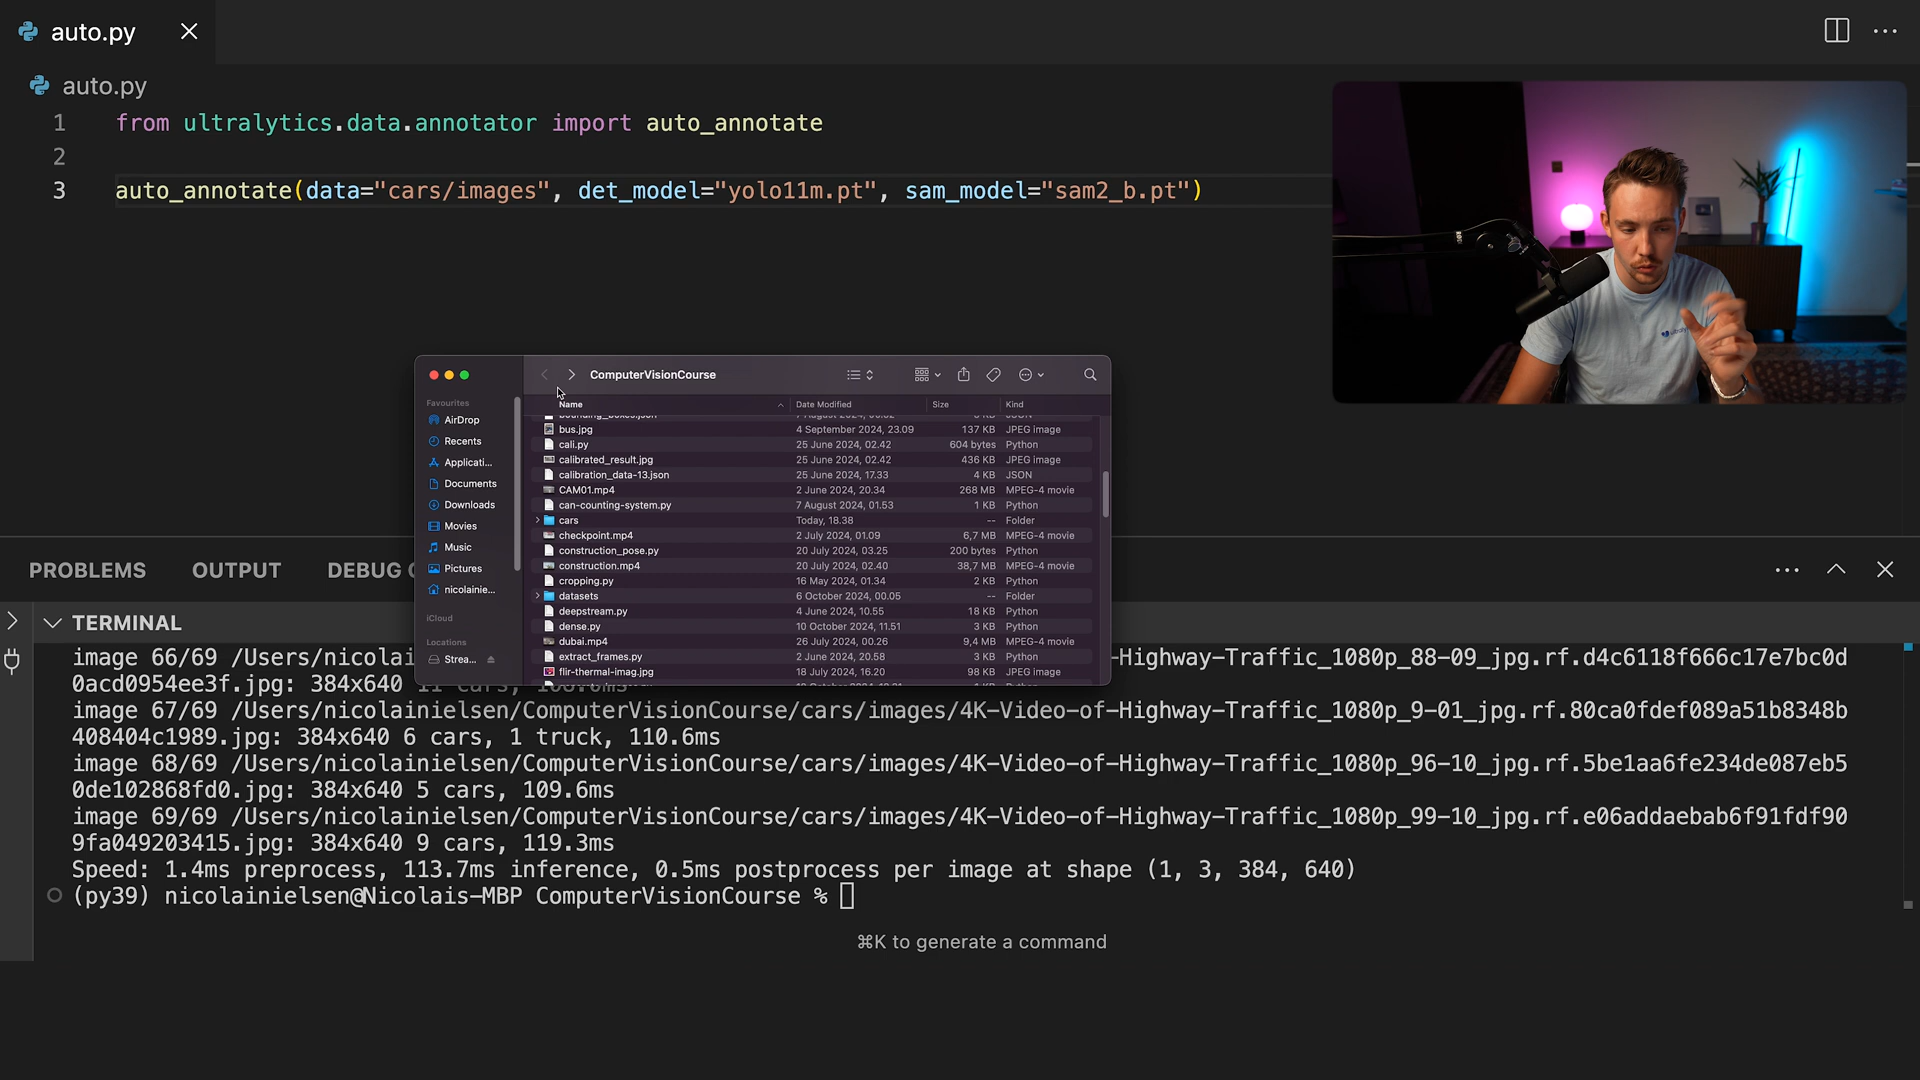 auto.py
auto.py
1 from ultralytics.data.annotator import auto_annotate
2
3 auto_annotate(data="cars/images", det_model="yolo11m.pt", sam_model="sam2_b.pt")
ComputerVisionCourse
Favourites
AirDrop
Recents
Applicati...
Documents
Downloads
Movies
Music
Pictures
nicolainie...
iCloud
Locations
Strea...
Name Date Modified Size Kind
bus.jpg 4 September 2024, 23.09 137 KB JPEG image
cali.py 25 June 2024, 02.42 604 bytes Python
calibrated_result.jpg 25 June 2024, 02.42 436 KB JPEG image
calibration_data-13.json 25 June 2024, 17.33 4 KB JSON
CAM01.mp4 2 June 2024, 20.34 268 MB MPEG-4 movie
can-counting-system.py 7 August 2024, 01.53 1 KB Python
cars Today, 18.38 -- Folder
checkpoint.mp4 2 July 2024, 01.09 6,7 MB MPEG-4 movie
construction_pose.py 20 July 2024, 03.25 200 bytes Python
construction.mp4 20 July 2024, 02.40 38,7 MB MPEG-4 movie
cropping.py 16 May 2024, 01.34 2 KB Python
datasets 6 October 2024, 00.05 -- Folder
deepstream.py 4 June 2024, 10.55 18 KB Python
dense.py 10 October 2024, 11.51 3 KB Python
dubai.mp4 26 July 2024, 00.26 9,4 MB MPEG-4 movie
extract_frames.py 2 June 2024, 20.58 3 KB Python
flir-thermal-imag.jpg 18 July 2024, 16.20 98 KB JPEG image
PROBLEMS OUTPUT DEBUG
TERMINAL
image 66/69 /Users/nicolai -Highway-Traffic_1080p_88-09_jpg.rf.d4c6118f666c17e7bc0d
0acd0954ee3f.jpg: 384x640 11 cars,
image 67/69 /Users/nicolainielsen/ComputerVisionCourse/cars/images/4K-Video-of-Highway-Traffic_1080p_9-01_jpg.rf.80ca0fdef089a51b8348b
408404c1989.jpg: 384x640 6 cars, 1 truck, 110.6ms
image 68/69 /Users/nicolainielsen/ComputerVisionCourse/cars/images/4K-Video-of-Highway-Traffic_1080p_96-10_jpg.rf.5be1aa6fe234de087eb5
0de102868fd0.jpg: 384x640 5 cars, 109.6ms
image 69/69 /Users/nicolainielsen/ComputerVisionCourse/cars/images/4K-Video-of-Highway-Traffic_1080p_99-10_jpg.rf.e06addaebab6f91fdf90
9fa049203415.jpg: 384x640 9 cars, 119.3ms
Speed: 1.4ms preprocess, 113.7ms inference, 0.5ms postprocess per image at shape (1, 3, 384, 640)
(py39) nicolainielsen@Nicolais-MBP ComputerVisionCourse %
⌘K to generate a command